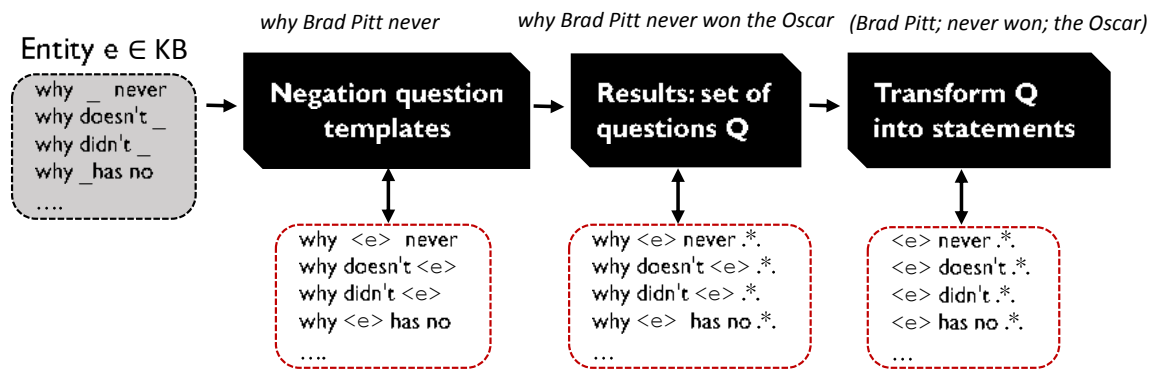 why Brad Pitt never
why Brad Pitt never won the Oscar
(Brad Pitt; never won; the Oscar)
Entity e ∈ KB
why _ never
why doesn't _
why didn't _
why _has no
....
Negation question
templates
Results: set of
questions Q
Transform Q
into statements
why <e> never
why doesn't <e>
why didn't <e>
why <e> has no
....
why <e> never .*.
why doesn't <e> .*.
why didn't <e> .*.
why <e> has no .*.
...
<e> never .*.
<e> doesn't .*.
<e> didn't .*.
<e> has no .*.
...